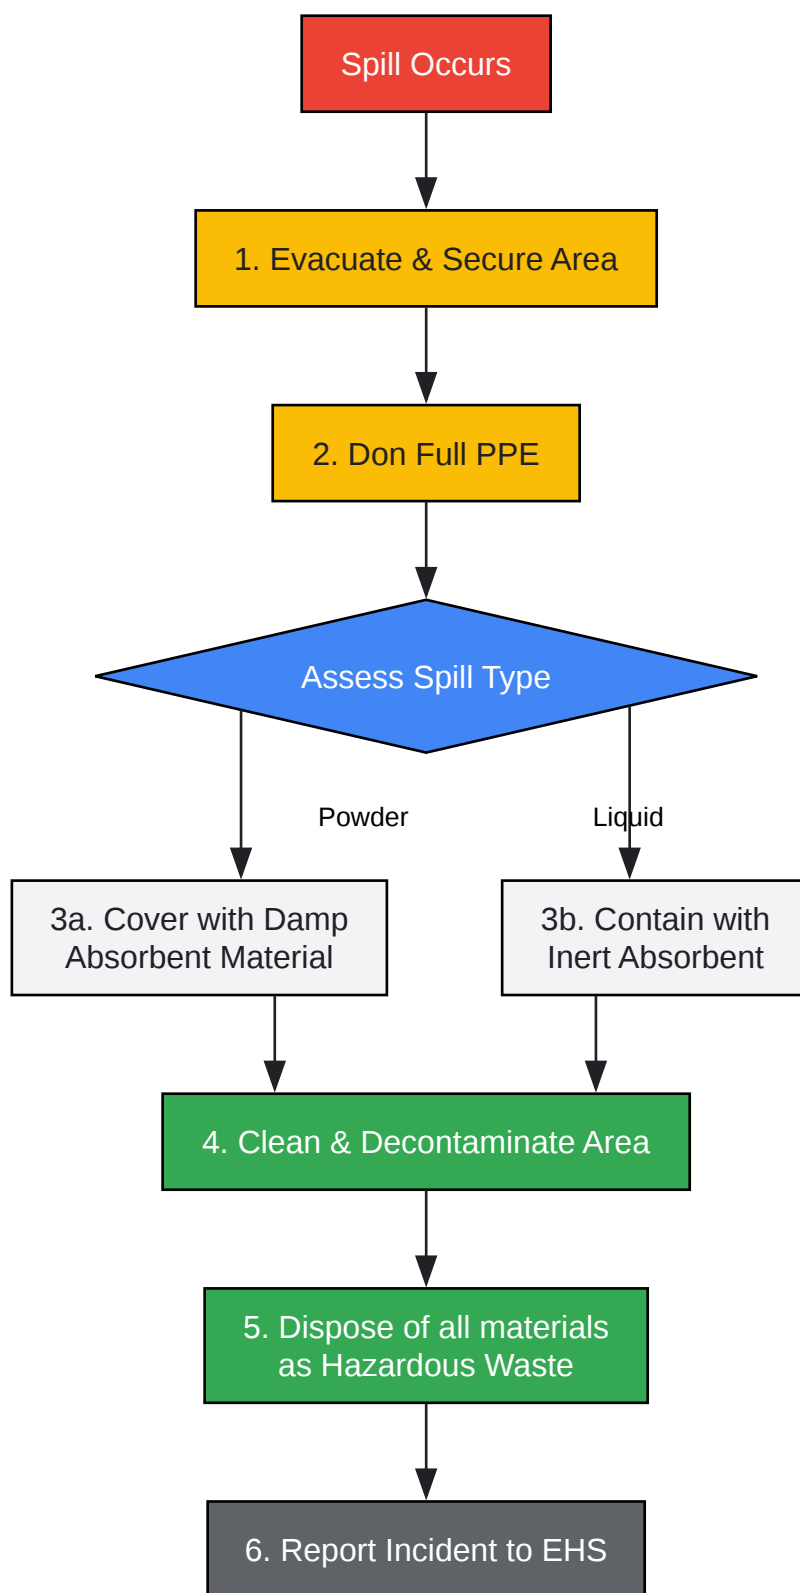 Spill Occurs
1. Evacuate & Secure Area
2. Don Full PPE
Assess Spill Type
Powder
Liquid
3a. Cover with Damp
Absorbent Material
3b. Contain with
Inert Absorbent
4. Clean & Decontaminate Area
5. Dispose of all materials
as Hazardous Waste
6. Report Incident to EHS